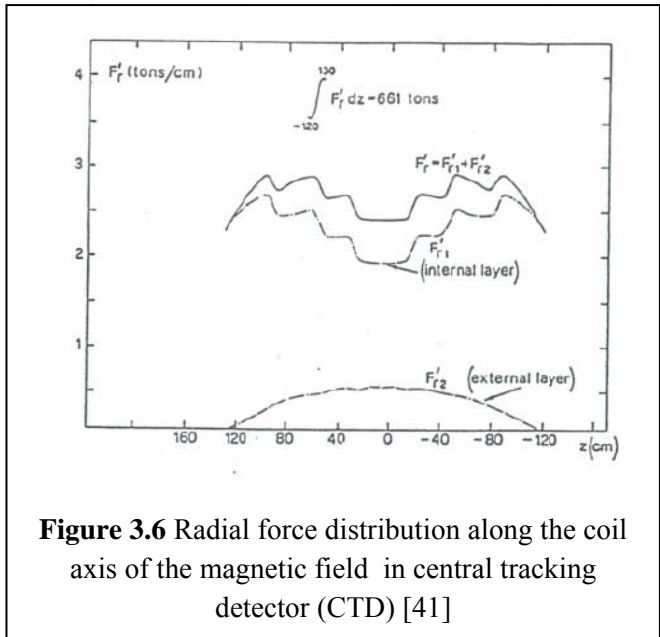 4 F'r (tons/cm)
130
∫ F'r dz = 661 tons
-120
3
F'r = F'r1 + F'r2
F'r1
2
(internal layer)
1
F'r2 (external layer)
160 120 80 40 0 -40 -80 -120
z (cm)
Figure 3.6 Radial force distribution along the coil
axis of the magnetic field in central tracking
detector (CTD) [41]